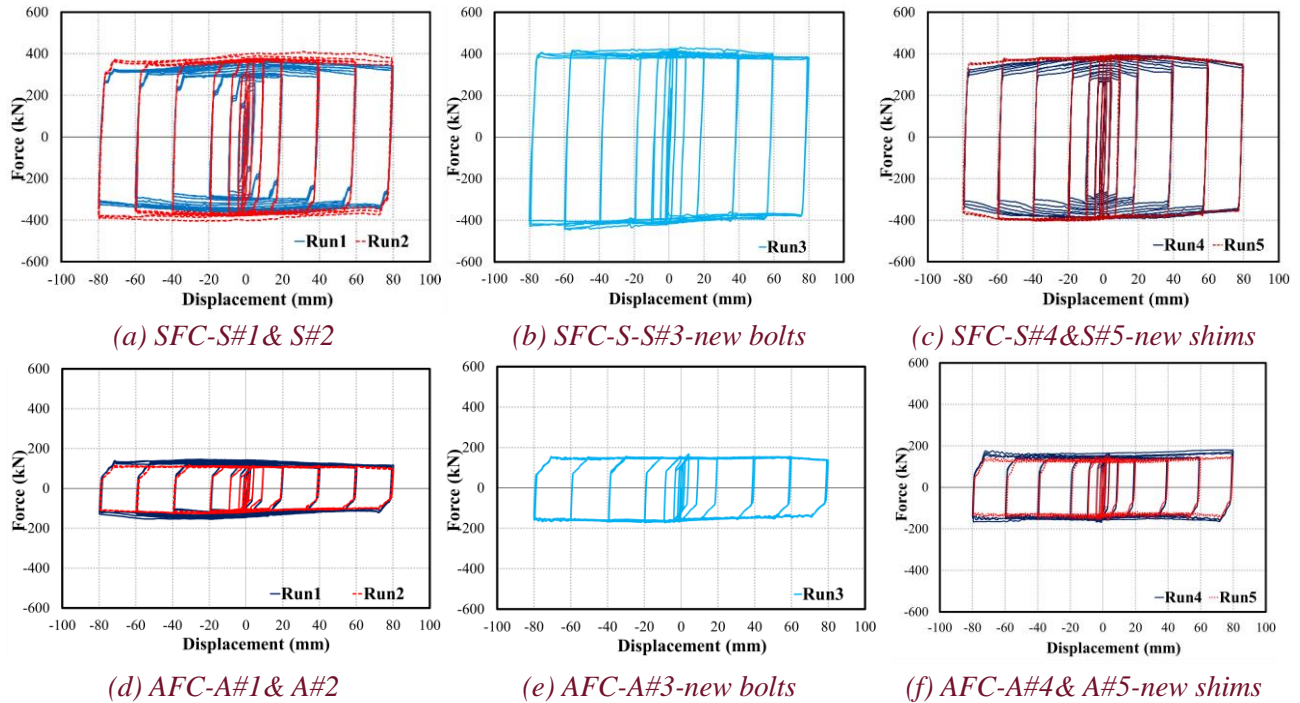 600
400
200
0
-200
-400
-600
Force (kN)
-100 -80 -60 -40 -20 0 20 40 60 80 100
Displacement (mm)
Run1 Run2
(a) SFC-S#1& S#2
600
400
200
0
-200
-400
-600
Force (kN)
-100 -80 -60 -40 -20 0 20 40 60 80 100
Displacement (mm)
Run3
(b) SFC-S-S#3-new bolts
600
400
200
0
-200
-400
-600
Force (kN)
-100 -80 -60 -40 -20 0 20 40 60 80 100
Displacement (mm)
Run4 Run5
(c) SFC-S#4&S#5-new shims
600
400
200
0
-200
-400
-600
Force (kN)
-100 -80 -60 -40 -20 0 20 40 60 80 100
Displacement (mm)
Run1 Run2
(d) AFC-A#1& A#2
600
400
200
0
-200
-400
-600
Force (kN)
-100 -80 -60 -40 -20 0 20 40 60 80 100
Displacement (mm)
Run3
(e) AFC-A#3-new bolts
600
400
200
0
-200
-400
-600
Force (kN)
-100 -80 -60 -40 -20 0 20 40 60 80 100
Displacement (mm)
Run4 Run5
(f) AFC-A#4& A#5-new shims